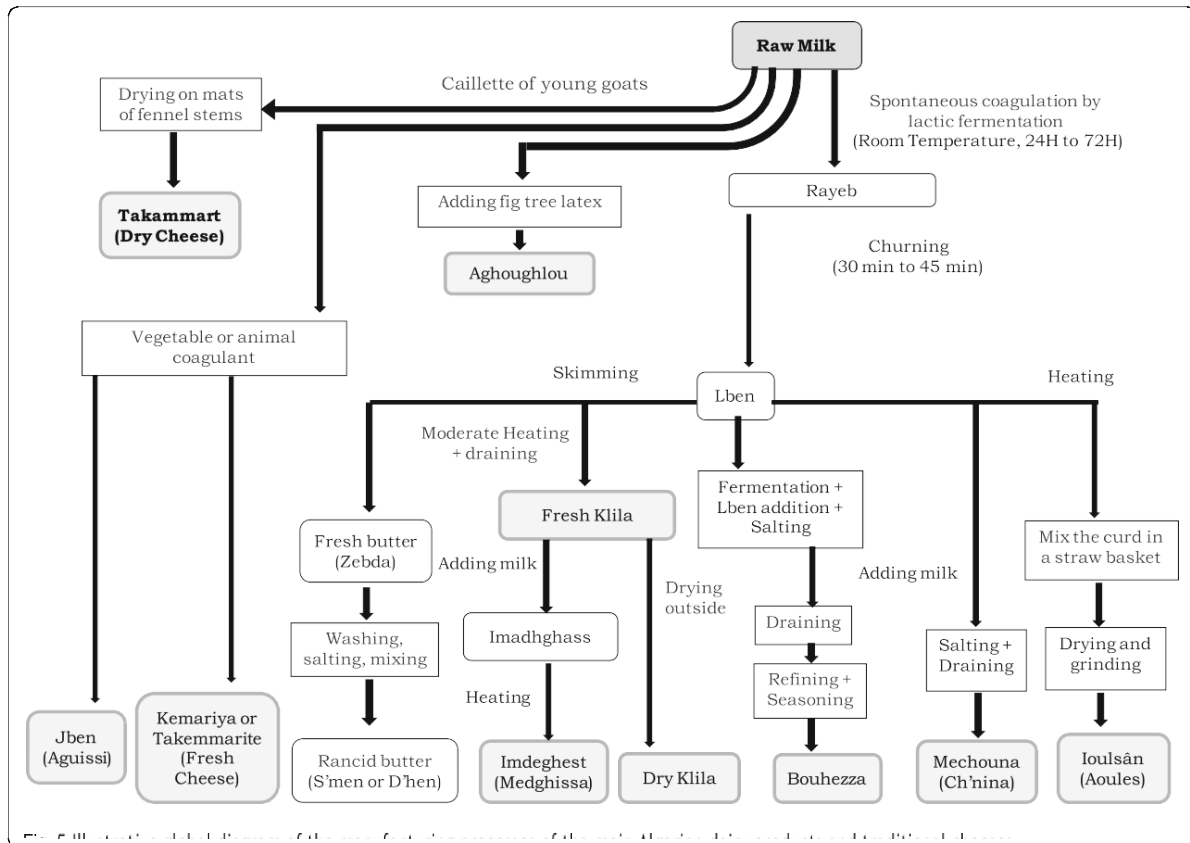 Raw Milk
Caillette of young goats
Drying on mats
of fennel stems
Spontaneous coagulation by
lactic fermentation
(Room Temperature, 24H to 72H)
Takammart
(Dry Cheese)
Adding fig tree latex
Rayeb
Aghoughlou
Churning
(30 min to 45 min)
Vegetable or animal
coagulant
Skimming
Lben
Heating
Moderate Heating
+ draining
Fermentation +
Lben addition +
Salting
Fresh Klila
Fresh butter
(Zebda)
Mix the curd in
a straw basket
Adding milk
Drying
outside
Adding milk
Washing,
salting, mixing
Imadhghass
Draining
Salting +
Draining
Drying and
grinding
Refining +
Seasoning
Heating
Jben
(Aguissi)
Kemariya or
Takemmarite
(Fresh
Cheese)
Rancid butter
(S'men or D'hen)
Imdeghest
(Medghissa)
Dry Klila
Bouhezza
Mechouna
(Ch'nina)
Ioulsân
(Aoules)